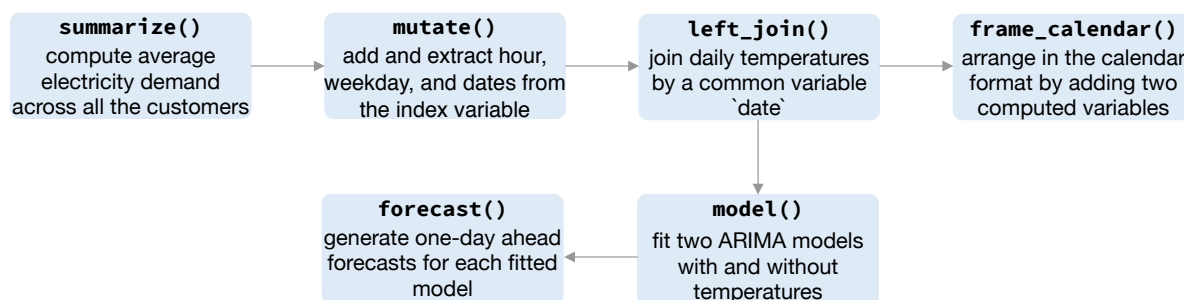 summarize()
compute average
electricity demand
across all the customers
mutate()
add and extract hour,
weekday, and dates from
the index variable
left_join()
join daily temperatures
by a common variable
`date`
frame_calendar()
arrange in the calendar
format by adding two
computed variables
forecast()
generate one-day ahead
forecasts for each fitted
model
model()
fit two ARIMA models
with and without
temperatures